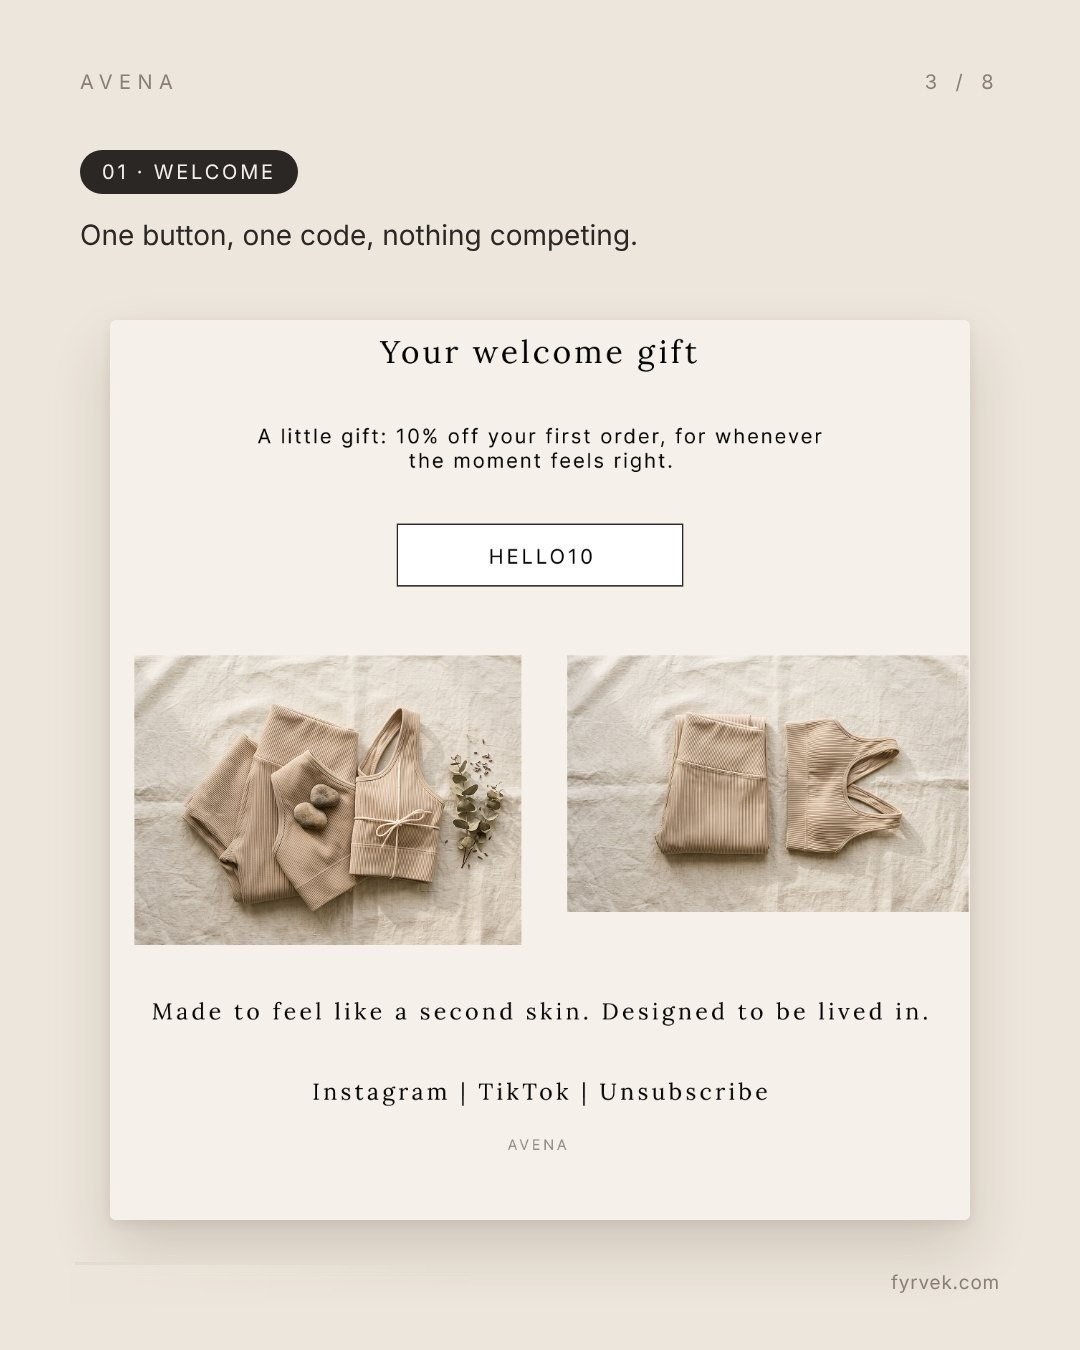 AVENA
3 / 8
01 · WELCOME
One button, one code, nothing competing.
Your welcome gift
A little gift: 10% off your first order, for whenever
the moment feels right.
HELLO10
Made to feel like a second skin. Designed to be lived in.
Instagram | TikTok | Unsubscribe
AVENA
fyrvek.com